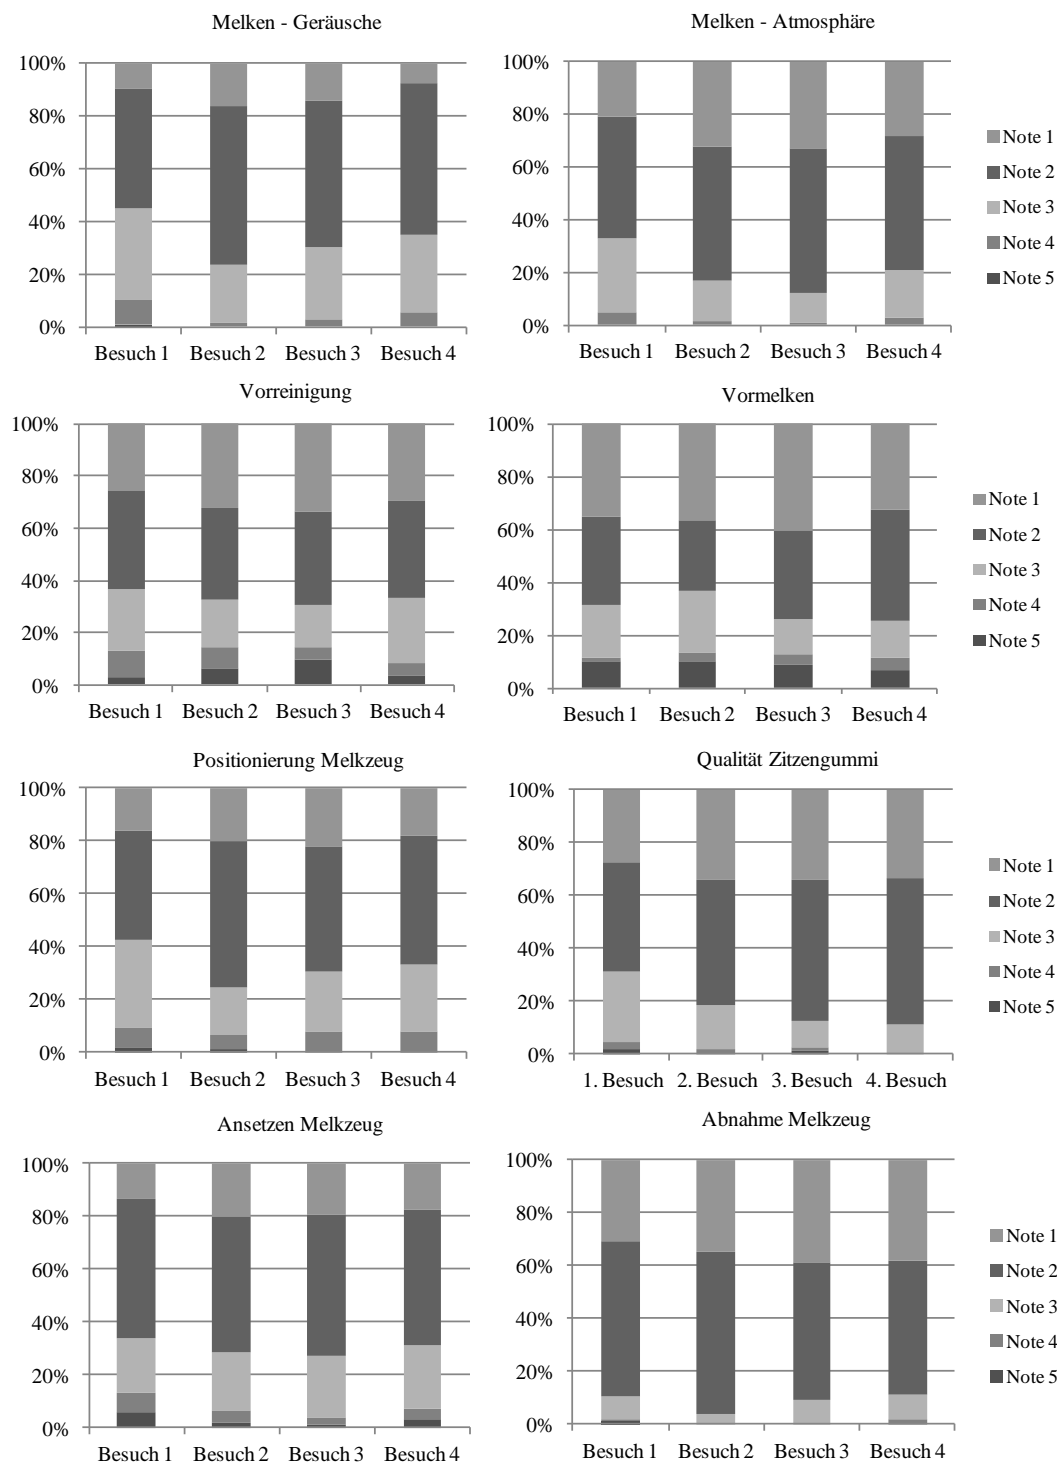 Melken - Geräusche
100%
80%
60%
40%
20%
0%
Besuch 1 Besuch 2 Besuch 3 Besuch 4
Melken - Atmosphäre
100%
80%
60%
40%
20%
0%
Besuch 1 Besuch 2 Besuch 3 Besuch 4
Note 1
Note 2
Note 3
Note 4
Note 5
Vorreinigung
100%
80%
60%
40%
20%
0%
Besuch 1 Besuch 2 Besuch 3 Besuch 4
Vormelken
100%
80%
60%
40%
20%
0%
Besuch 1 Besuch 2 Besuch 3 Besuch 4
Note 1
Note 2
Note 3
Note 4
Note 5
Positionierung Melkzeug
100%
80%
60%
40%
20%
0%
Besuch 1 Besuch 2 Besuch 3 Besuch 4
Qualität Zitzengummi
100%
80%
60%
40%
20%
0%
1. Besuch 2. Besuch 3. Besuch 4. Besuch
Note 1
Note 2
Note 3
Note 4
Note 5
Ansetzen Melkzeug
100%
80%
60%
40%
20%
0%
Besuch 1 Besuch 2 Besuch 3 Besuch 4
Abnahme Melkzeug
100%
80%
60%
40%
20%
0%
Besuch 1 Besuch 2 Besuch 3 Besuch 4
Note 1
Note 2
Note 3
Note 4
Note 5